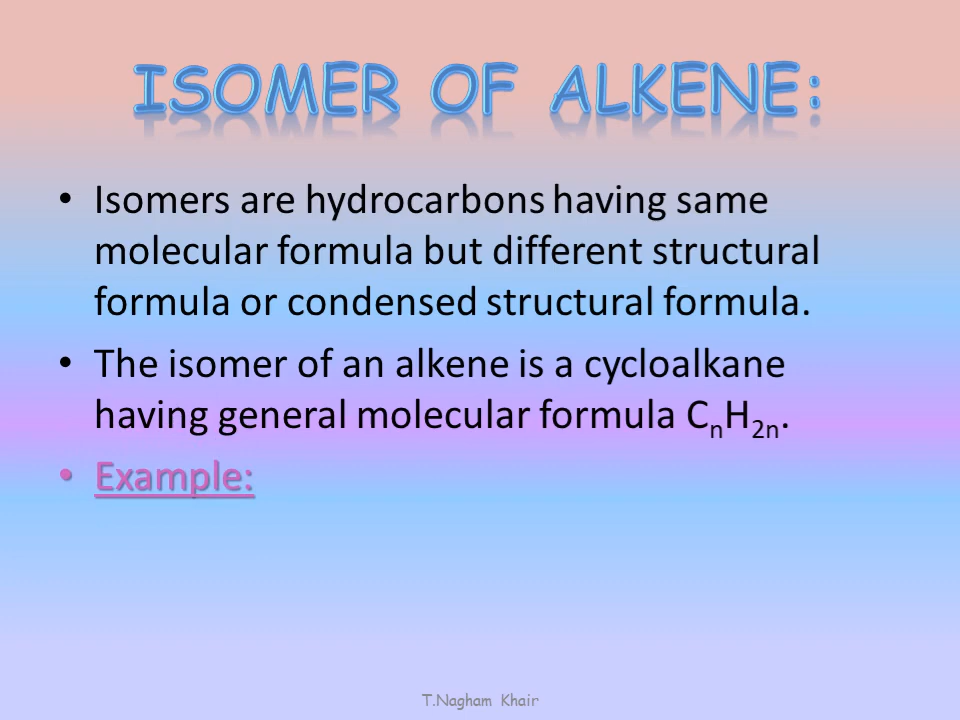 ISOMER OF ALKENE:
• Isomers are hydrocarbons having same
molecular formula but different structural
formula or condensed structural formula.
• The isomer of an alkene is a cycloalkane
having general molecular formula CₙH₂ₙ.
• Example:
T.Nagham Khair